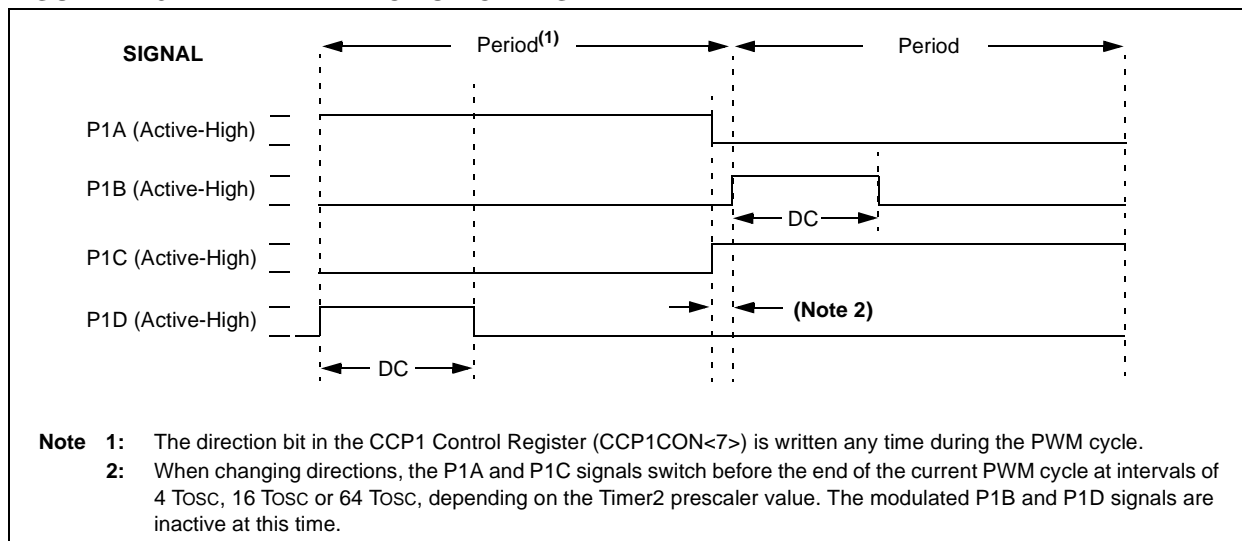 SIGNAL
Period(1)
Period
P1A (Active-High)
P1B (Active-High)
DC
P1C (Active-High)
P1D (Active-High)
(Note 2)
DC
Note 1: The direction bit in the CCP1 Control Register (CCP1CON<7>) is written any time during the PWM cycle.
2: When changing directions, the P1A and P1C signals switch before the end of the current PWM cycle at intervals of
4 TOSC, 16 TOSC or 64 TOSC, depending on the Timer2 prescaler value. The modulated P1B and P1D signals are
inactive at this time.